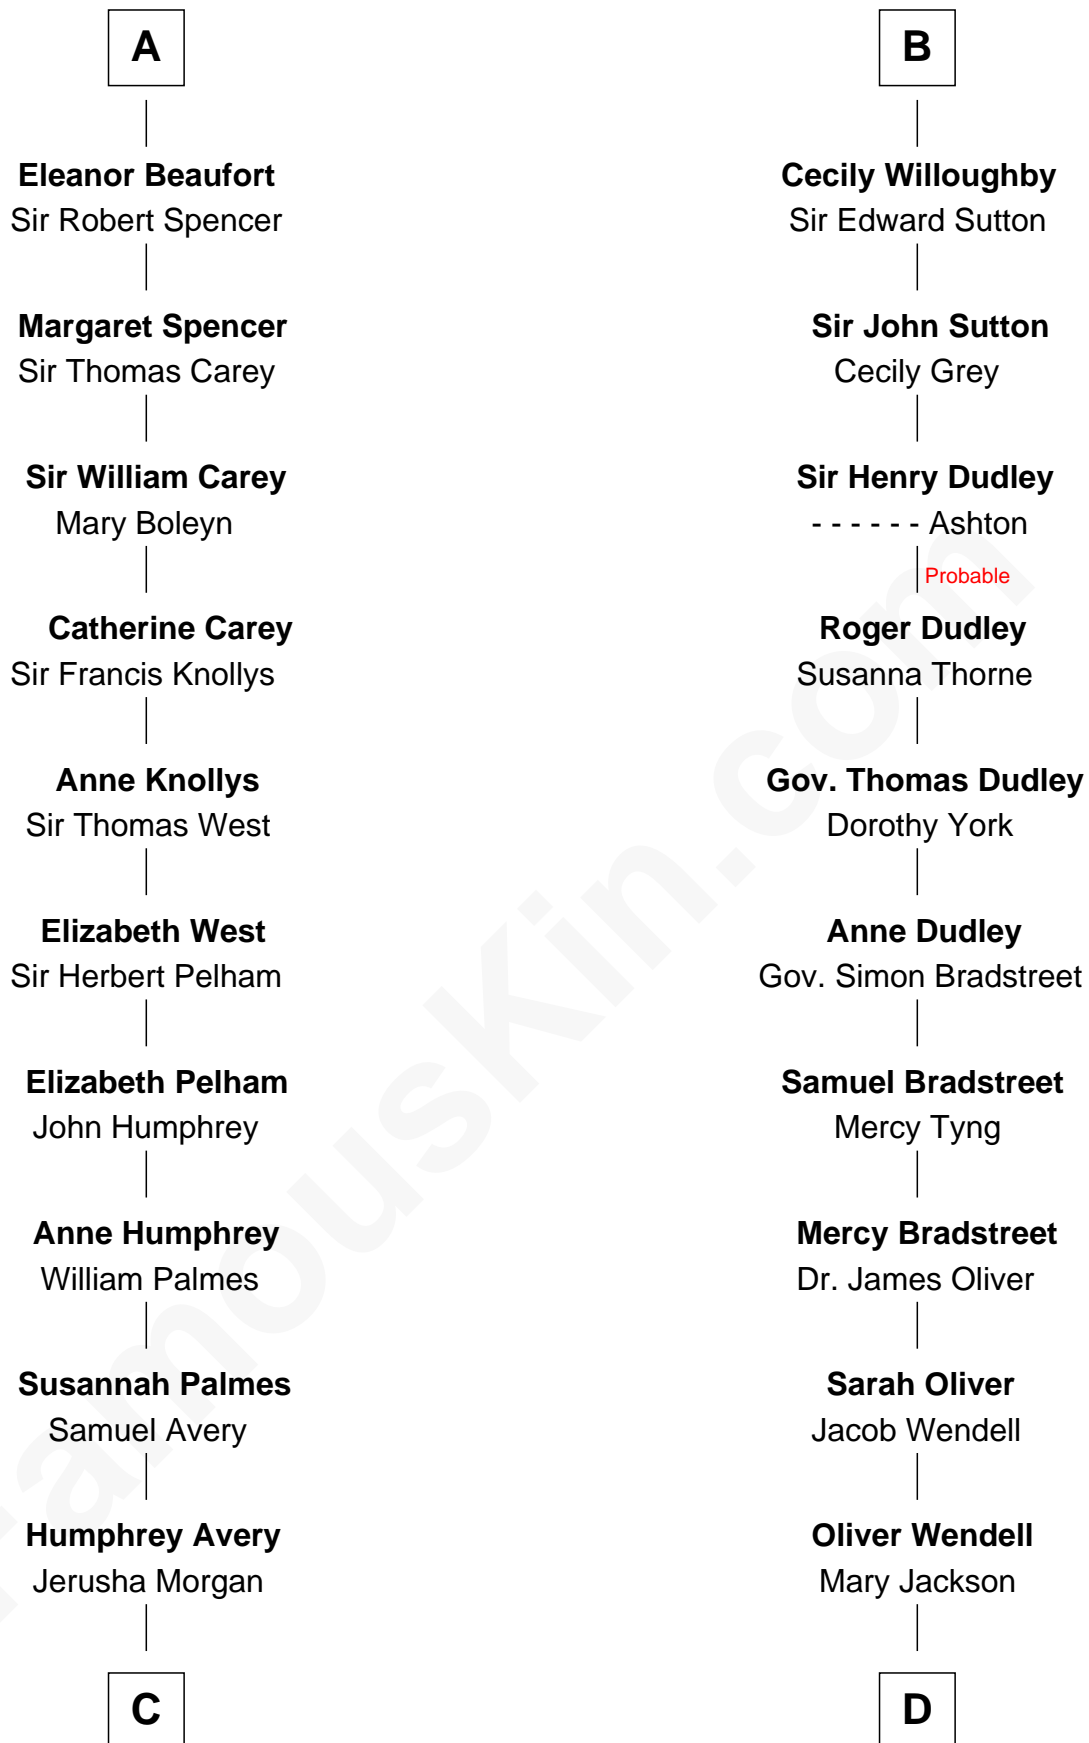 A
Eleanor Beaufort
Sir Robert Spencer
Margaret Spencer
Sir Thomas Carey
Sir William Carey
Mary Boleyn
Catherine Carey
Sir Francis Knollys
Anne Knollys
Sir Thomas West
Elizabeth West
Sir Herbert Pelham
Elizabeth Pelham
John Humphrey
Anne Humphrey
William Palmes
Susannah Palmes
Samuel Avery
Humphrey Avery
Jerusha Morgan
C
B
Cecily Willoughby
Sir Edward Sutton
Sir John Sutton
Cecily Grey
Sir Henry Dudley
- - - - - - Ashton
Probable
Roger Dudley
Susanna Thorne
Gov. Thomas Dudley
Dorothy York
Anne Dudley
Gov. Simon Bradstreet
Samuel Bradstreet
Mercy Tyng
Mercy Bradstreet
Dr. James Oliver
Sarah Oliver
Jacob Wendell
Oliver Wendell
Mary Jackson
D
FamousKin.com